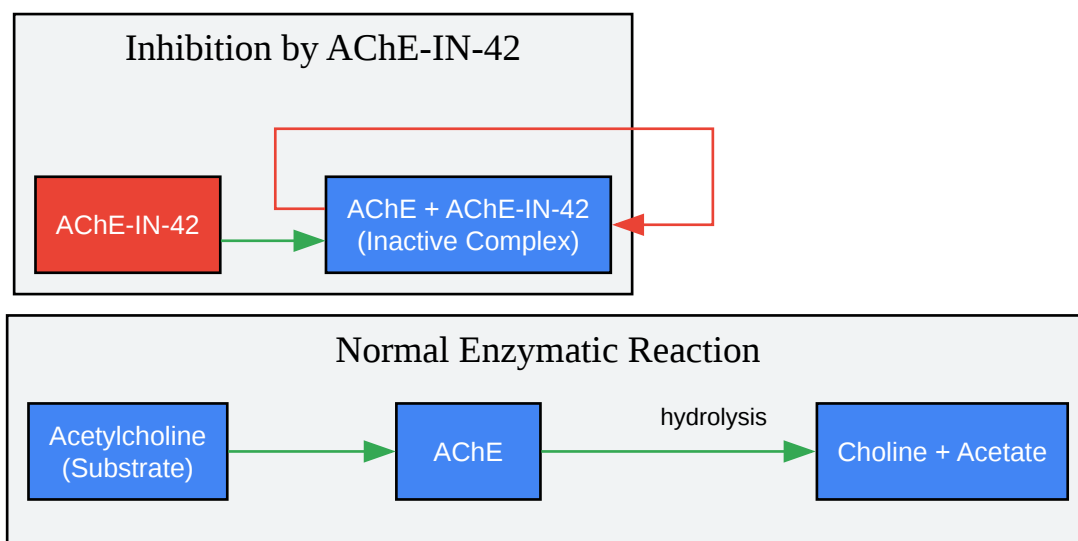 Inhibition by AChE-IN-42
AChE-IN-42
AChE + AChE-IN-42
(Inactive Complex)
Normal Enzymatic Reaction
Acetylcholine
(Substrate)
AChE
hydrolysis
Choline + Acetate